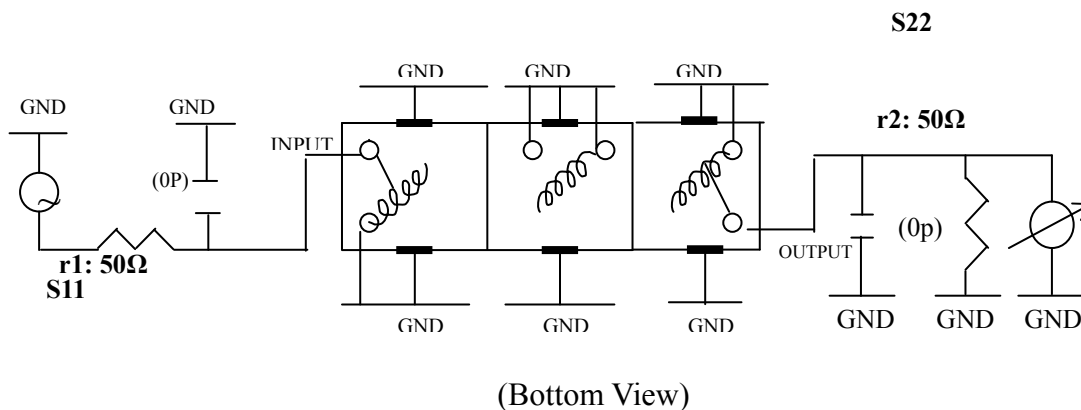 S22
GND
GND
GND
GND
GND
r2: 50Ω
INPUT
(0P)
(0p)
OUTPUT
r1: 50Ω
S11
GND
GND
GND
GND
GND
GND
(Bottom View)